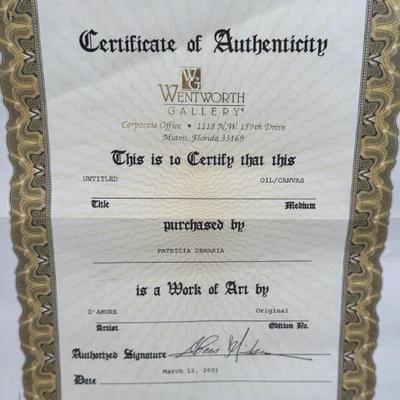 Certificate of Authenticity
WG
WENTWORTH
GALLERY®
Corporate Office • 1118 N.W. 159th Drive
Miami, Florida 33169
This is to Certify that this
UNTITLED OIL/CANVAS
Title Medium
purchased by
PATRICIA DEMARIA
is a Work of Art by
D'AMORE Original
Artist Edition No.
Authorized Signature
Date March 12, 2001